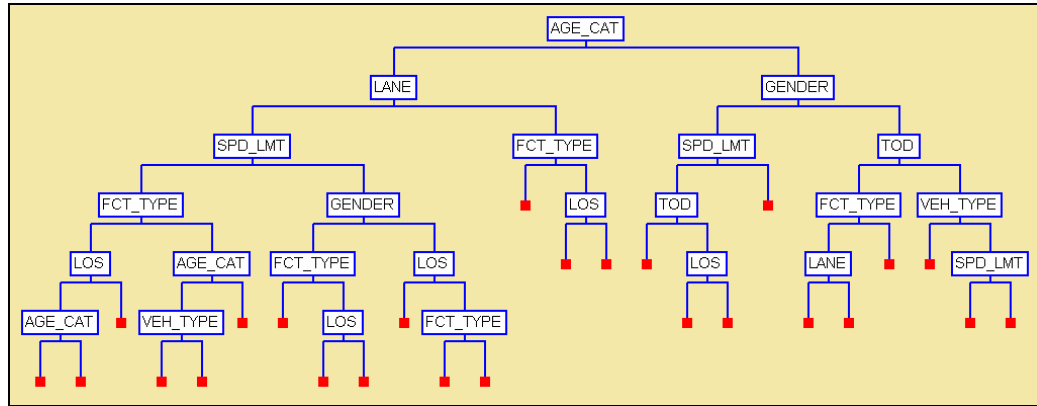 AGE_CAT
LANE GENDER
SPD_LMT FCT_TYPE SPD_LMT TOD
FCT_TYPE GENDER LOS TOD FCT_TYPE VEH_TYPE
LOS AGE_CAT FCT_TYPE LOS LOS LANE SPD_LMT
AGE_CAT VEH_TYPE LOS FCT_TYPE